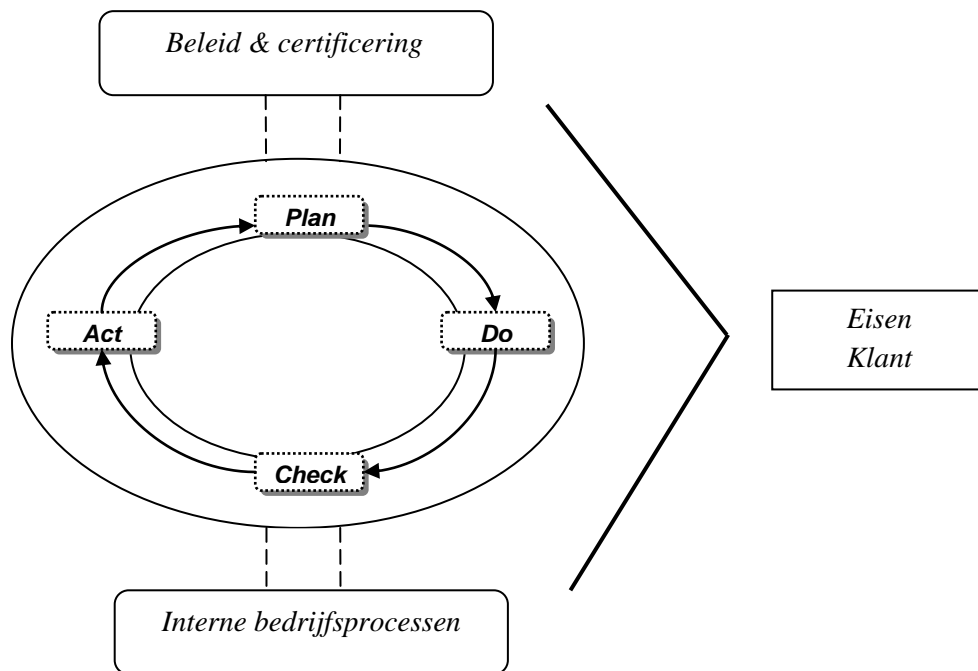 Beleid & certificering
Plan
Act
Do
Check
Eisen
Klant
Interne bedrijfsprocessen